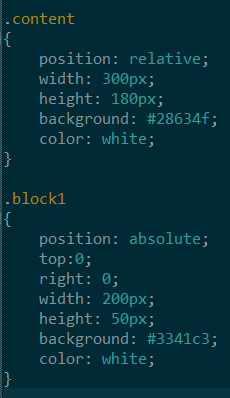 .content
{
    position: relative;
    width: 300px;
    height: 180px;
    background: #28634f;
    color: white;
}

.block1
{
    position: absolute;
    top:0;
    right: 0;
    width: 200px;
    height: 50px;
    background: #3341c3;
    color: white;
}